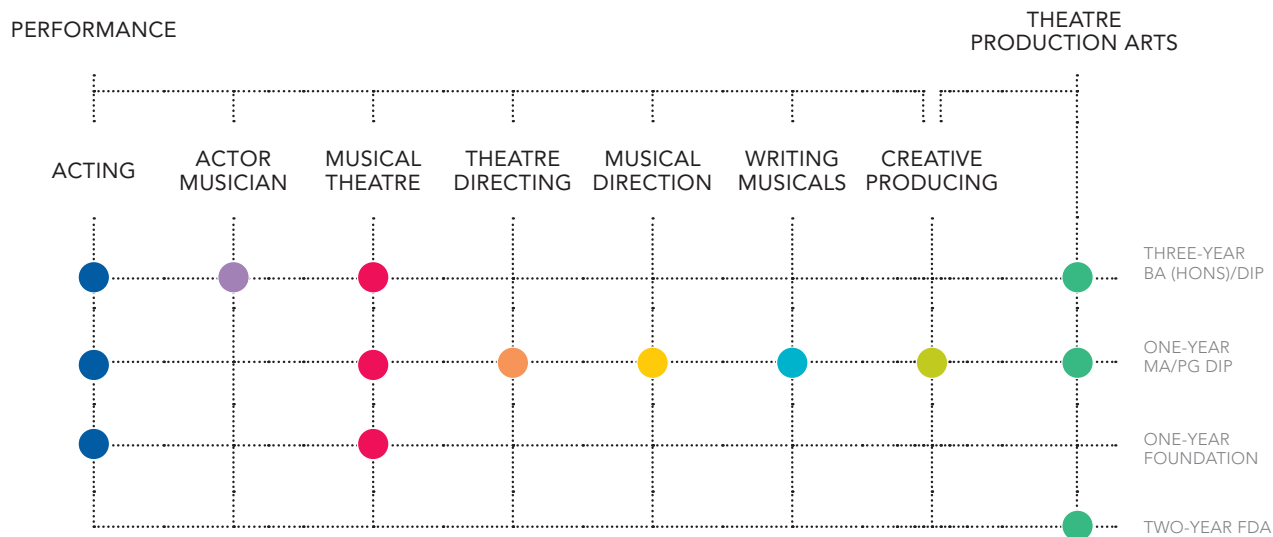 PERFORMANCE
THEATRE
PRODUCTION ARTS
ACTING
ACTOR
MUSICIAN
MUSICAL
THEATRE
THEATRE
DIRECTING
MUSICAL
DIRECTION
WRITING
MUSICALS
CREATIVE
PRODUCING
THREE-YEAR
BA (HONS)/DIP
ONE-YEAR
MA/PG DIP
ONE-YEAR
FOUNDATION
TWO-YEAR FDA